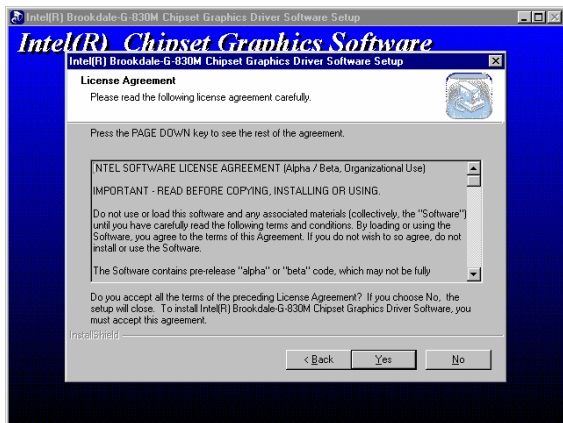 Intel(R) Brookdale-G-830M Chipset Graphics Driver Software Setup
Intel(R) Chipset Graphics Software
Intel(R) Brookdale-G-830M Chipset Graphics Driver Software Setup
License Agreement
Please read the following license agreement carefully.
Press the PAGE DOWN key to see the rest of the agreement.
INTEL SOFTWARE LICENSE AGREEMENT (Alpha / Beta, Organizational Use)
IMPORTANT - READ BEFORE COPYING, INSTALLING OR USING.
Do not use or load this software and any associated materials (collectively, the "Software")
until you have carefully read the following terms and conditions. By loading or using the
Software, you agree to the terms of this Agreement. If you do not wish to so agree, do not
install or use the Software.
The Software contains pre-release "alpha" or "beta" code, which may not be fully
Do you accept all the terms of the preceding License Agreement? If you choose No, the
setup will close. To install Intel(R) Brookdale-G-830M Chipset Graphics Driver Software, you
must accept this agreement.
InstallShield
< Back
Yes
No